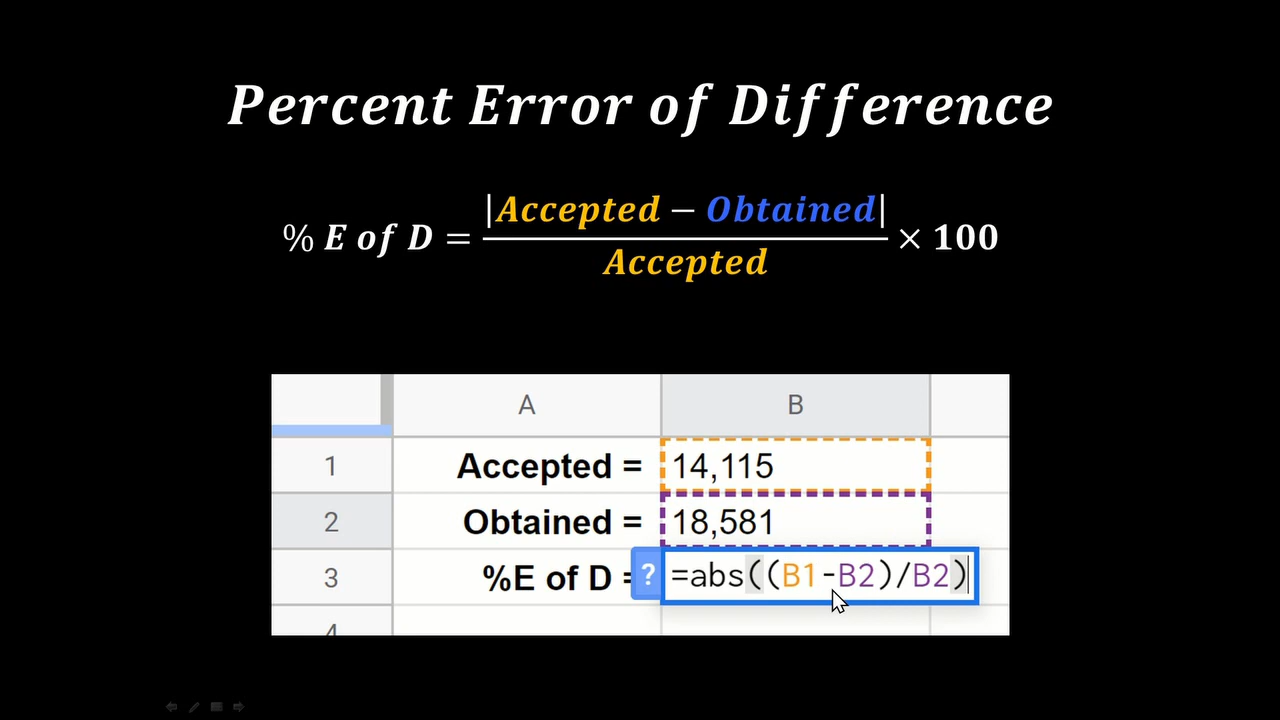 Percent Error of Difference
% E of D = |Accepted − Obtained| / Accepted × 100
A B
1 Accepted = 14,115
2 Obtained = 18,581
3 %E of D = ? =abs((B1-B2)/B2)
4